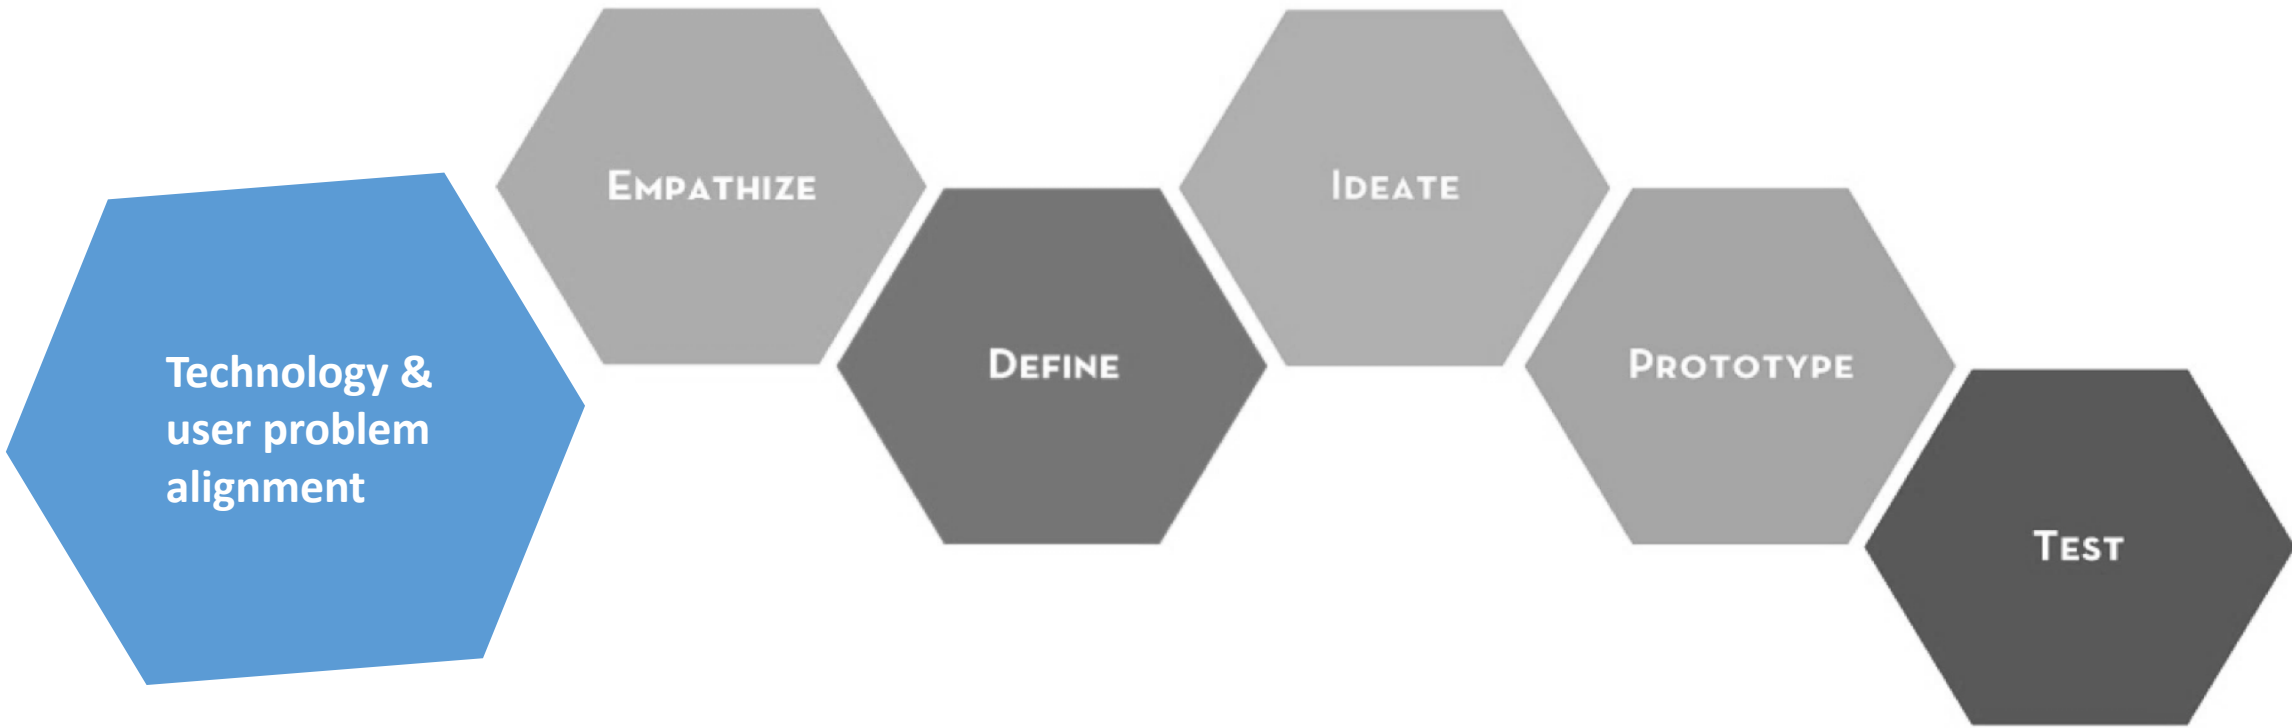 Technology &
user problem
alignment
EMPATHIZE
DEFINE
IDEATE
PROTOTYPE
TEST